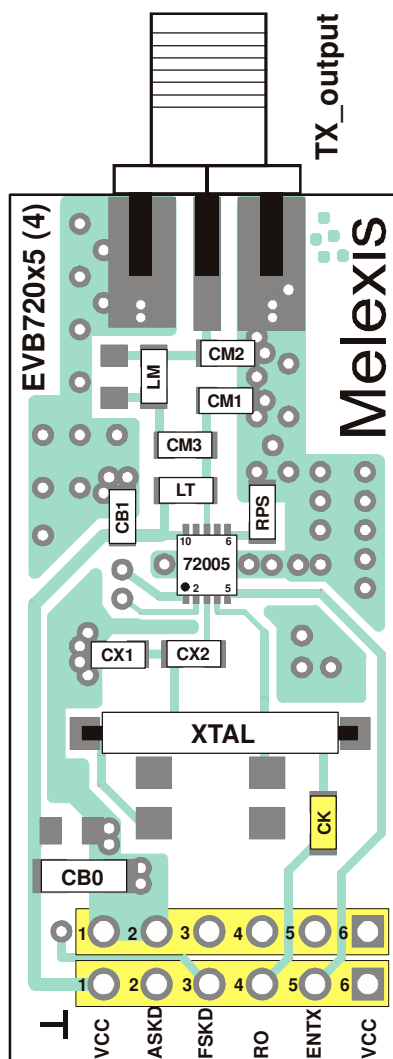 TX_output
EVB720x5 (4)
Melexis
CM2
LM
CM1
CM3
LT
CB1
RPS
10 6
72005
2 5
CX1 CX2
XTAL
CK
CB0
1 2 3 4 5 6
1 2 3 4 5 6
VCC ASKD FSKD RO ENTX VCC